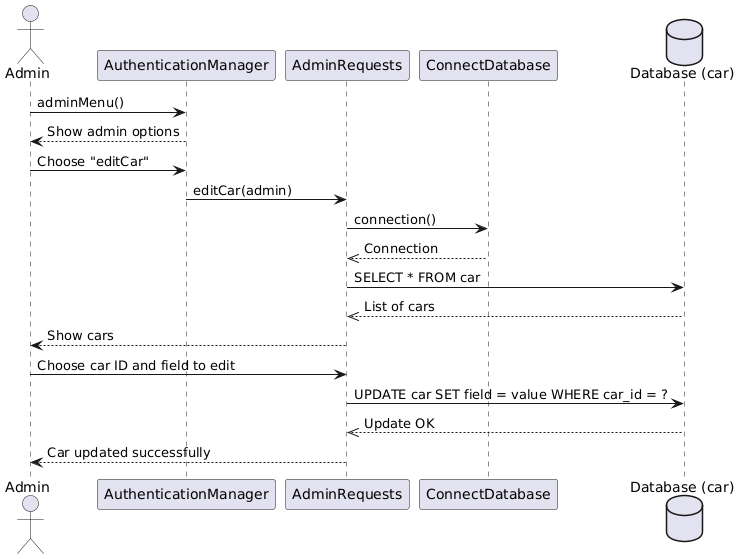 Admin
AuthenticationManager
AdminRequests
ConnectDatabase
Database (car)
adminMenu()
Show admin options
Choose "editCar"
editCar(admin)
connection()
Connection
SELECT * FROM car
List of cars
Show cars
Choose car ID and field to edit
UPDATE car SET field = value WHERE car_id = ?
Update OK
Car updated successfully
Admin
AuthenticationManager
AdminRequests
ConnectDatabase
Database (car)